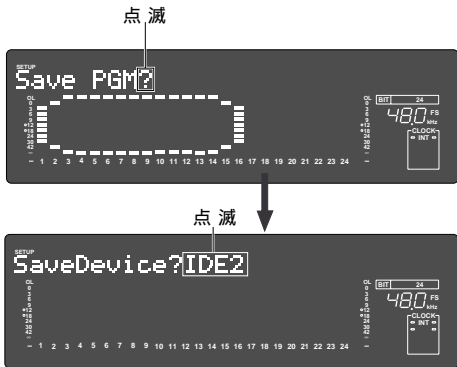 点滅
SETUP
Save PGM?
OL
0
3
6
9
12
18
24
30
42
–
1 2 3 4 5 6 7 8 9 10 11 12 13 14 15 16 17 18 19 20 21 22 23 24
OL
0
3
6
9
12
18
24
30
42
–
BIT 24
48.0 FS
kHz
CLOCK
INT
点滅
SETUP
SaveDevice?IDE2
OL
0
3
6
9
12
18
24
30
42
–
1 2 3 4 5 6 7 8 9 10 11 12 13 14 15 16 17 18 19 20 21 22 23 24
OL
0
3
6
9
12
18
24
30
42
–
BIT 24
48.0 FS
kHz
CLOCK
INT